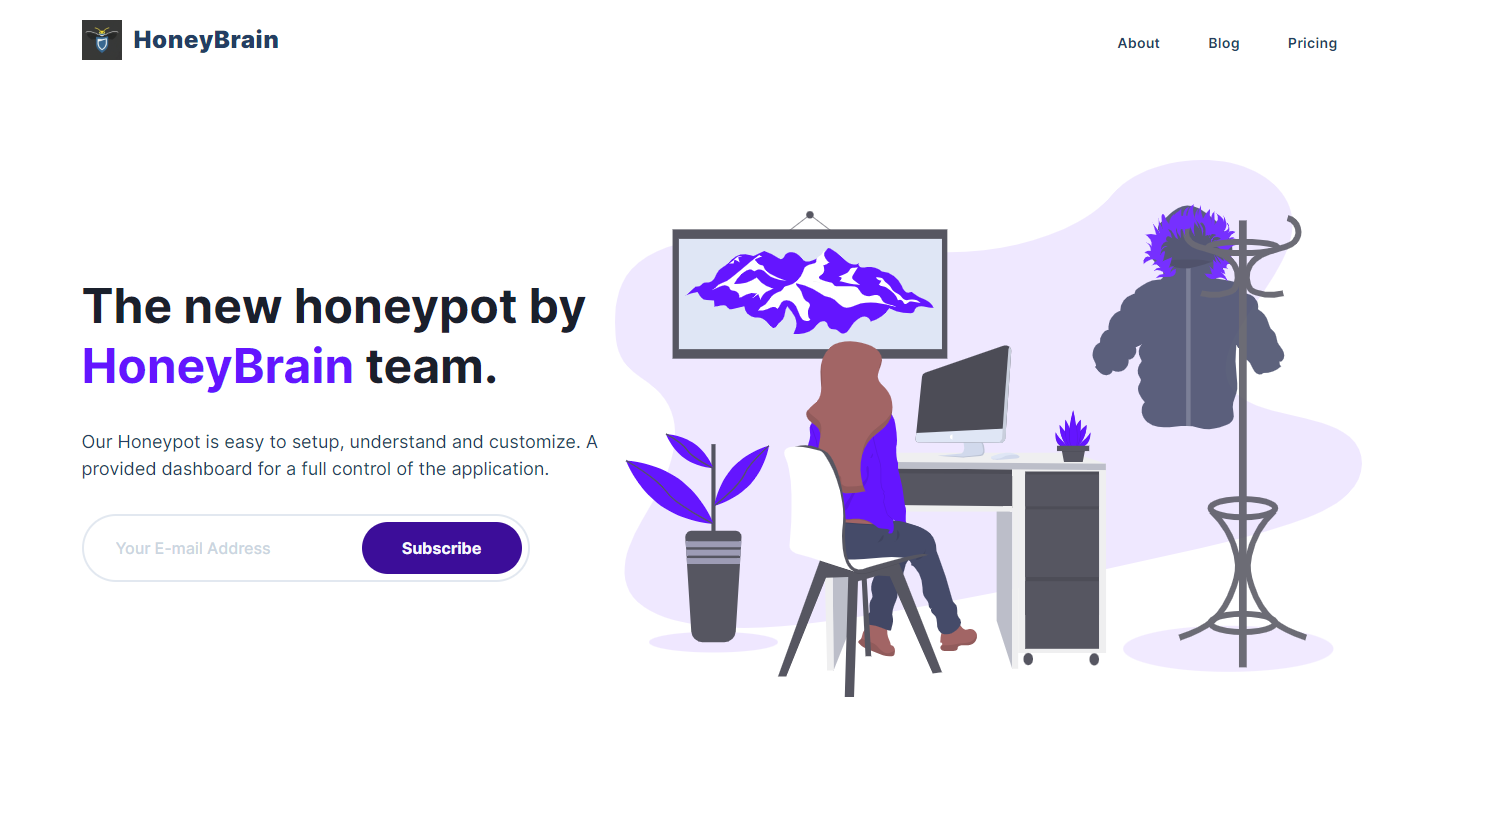 HoneyBrain
About
Blog
Pricing
The new honeypot by
HoneyBrain team.
Our Honeypot is easy to setup, understand and customize. A
provided dashboard for a full control of the application.
Your E-mail Address
Subscribe